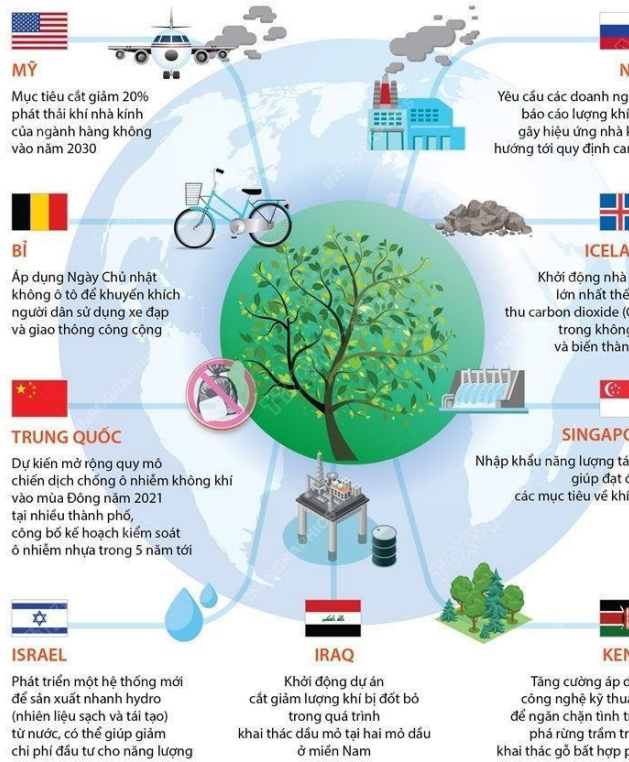 MỸ
Mục tiêu cắt giảm 20%
phát thải khí nhà kính
của ngành hàng không
vào năm 2030
N
Yêu cầu các doanh ng
báo cáo lượng khí
gây hiệu ứng nhà k
hướng tới quy định car
BỈ
Áp dụng Ngày Chủ nhật
không ô tô để khuyến khích
người dân sử dụng xe đạp
và giao thông công cộng
ICELA
Khởi động nhà
lớn nhất thế
thu carbon dioxide (C
trong không
và biến thàn
TRUNG QUỐC
Dự kiến mở rộng quy mô
chiến dịch chống ô nhiễm không khí
vào mùa Đông năm 2021
tại nhiều thành phố,
công bố kế hoạch kiểm soát
ô nhiễm nhựa trong 5 năm tới
SINGAPO
Nhập khẩu năng lượng tá
giúp đạt đ
các mục tiêu về khí
ISRAEL
Phát triển một hệ thống mới
để sản xuất nhanh hydro
(nhiên liệu sạch và tái tạo)
từ nước, có thể giúp giảm
chi phí đầu tư cho năng lượng
IRAQ
Khởi động dự án
cắt giảm lượng khí bị đốt bỏ
trong quá trình
khai thác dầu mỏ tại hai mỏ dầu
ở miền Nam
KEN
Tăng cường áp d
công nghệ kỹ thuậ
để ngăn chặn tình tr
phá rừng trầm tr
khai thác gỗ bất hợp p